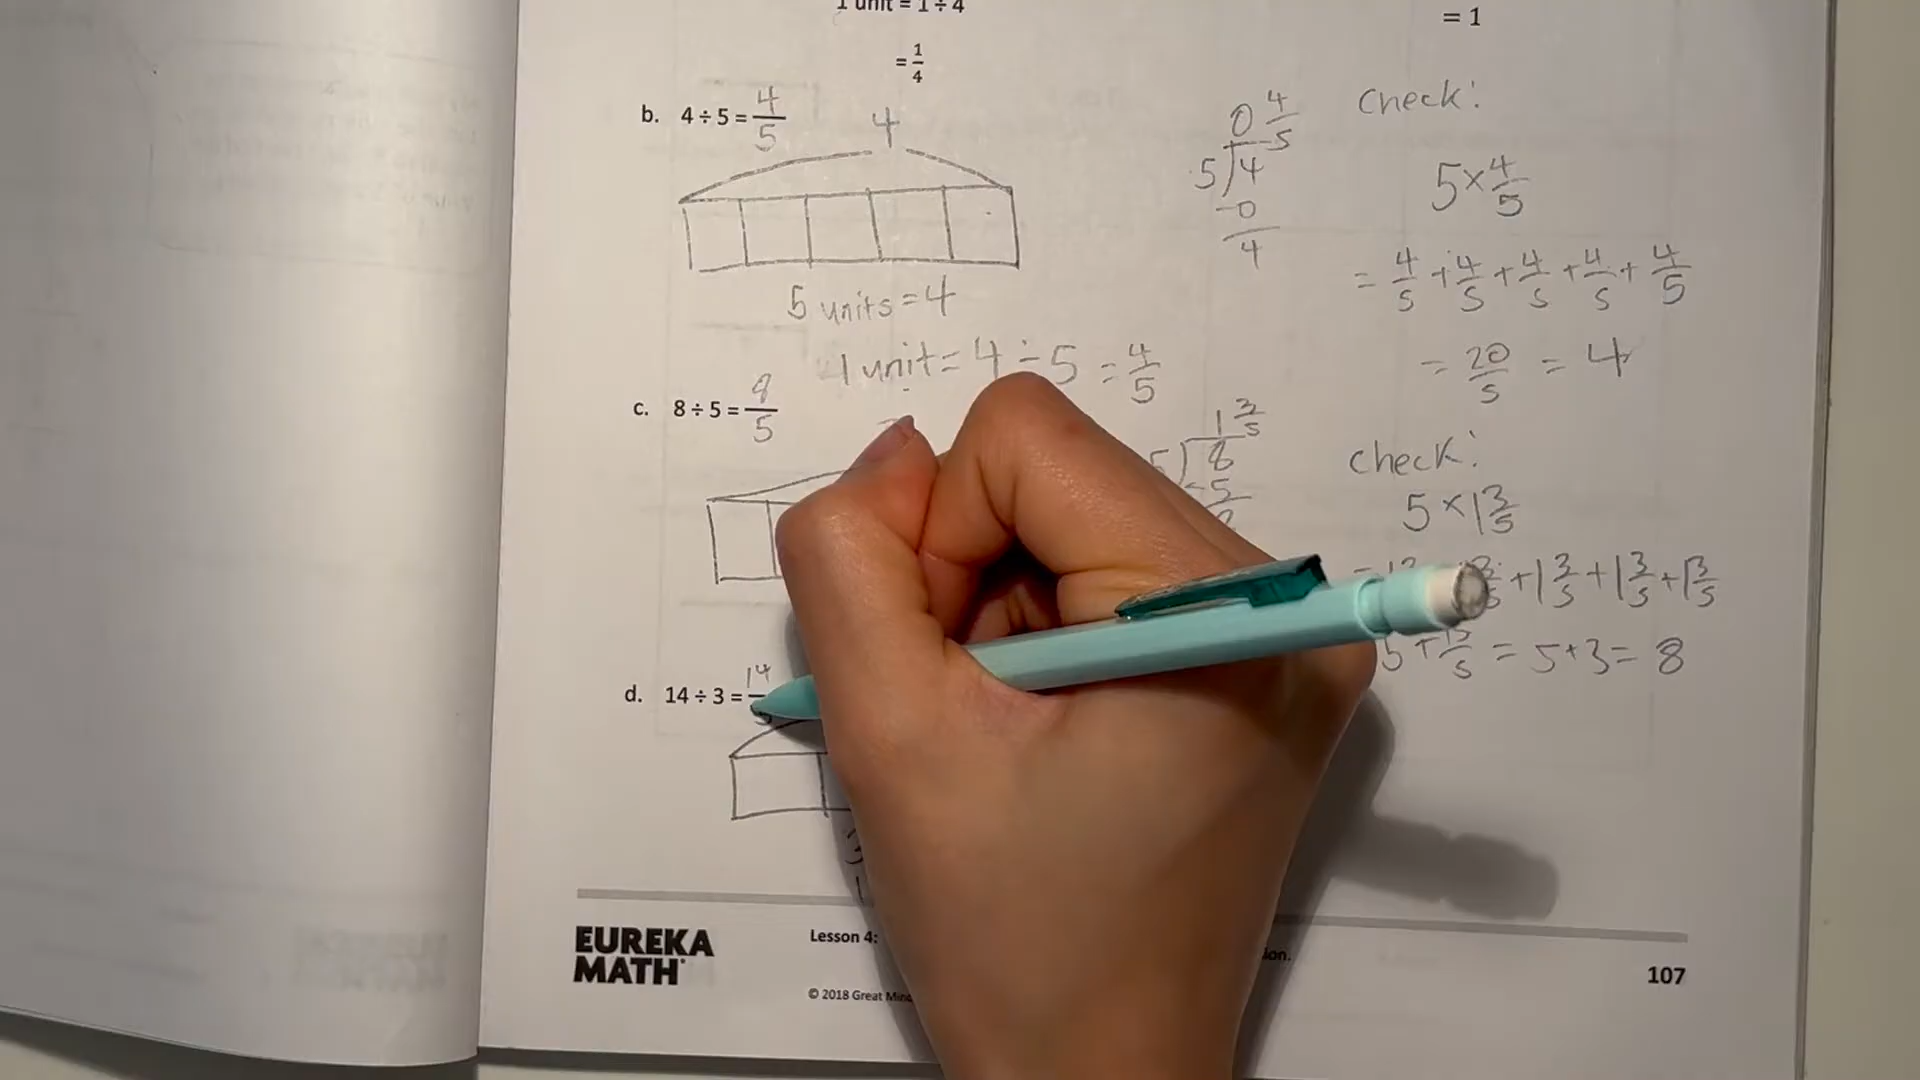 1 unit = 1 ÷ 4
= 1
= 1/4
b. 4 ÷ 5 = 4/5
4
5 units = 4
1 unit = 4 ÷ 5 = 4/5
0 4/5
5)4
-0
4
check:
5 × 4/5
= 4/5 + 4/5 + 4/5 + 4/5 + 4/5
= 20/5 = 4
c. 8 ÷ 5 = 8/5
1 3/5
5)8
-5
check:
5 × 1 3/5
+ 1 3/5 + 1 3/5 + 1 3/5
5 + 15/5 = 5 + 3 = 8
d. 14 ÷ 3 = 14
EUREKA
MATH
Lesson 4:
© 2018 Great
107